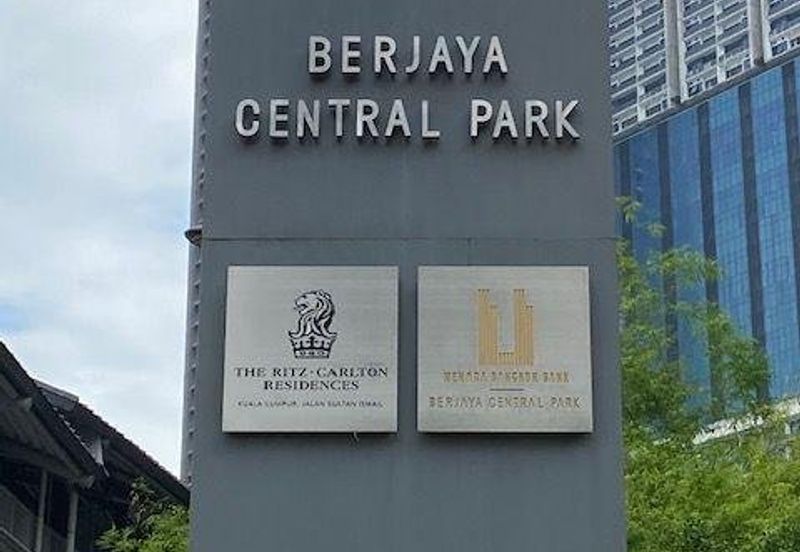 BERJAYA
CENTRAL PARK
THE RITZ-CARLTON
RESIDENCES
KUALA LUMPUR, JALAN SULTAN ISMAIL
MENARA BANGKOK BANK
BERJAYA CENTRAL PARK